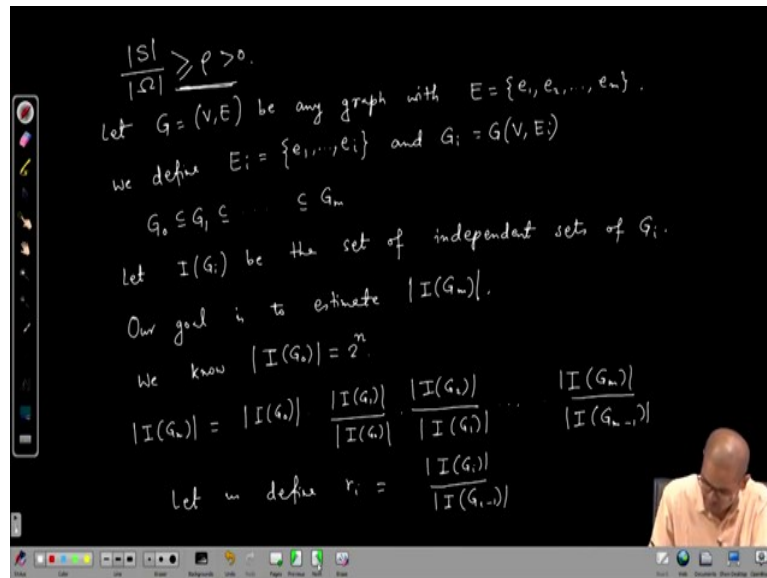 |S| / |Ω| ⩾ ρ > 0.
Let G = (V, E) be any graph with E = {e₁, e₂, ..., eₘ}.
We define Eᵢ = {e₁, ..., eᵢ} and Gᵢ = G(V, Eᵢ)
G₀ ⊆ G₁ ⊆ ... ⊆ Gₘ
Let I(Gᵢ) be the set of independent sets of Gᵢ.
Our goal is to estimate |I(Gₘ)|.
We know |I(G₀)| = 2ⁿ.
|I(Gₘ)| = |I(G₀)| · |I(G₁)| / |I(G₀)| · |I(G₂)| / |I(G₁)| ... |I(Gₘ)| / |I(Gₘ₋₁)|
Let us define rᵢ = |I(Gᵢ)| / |I(Gᵢ₋₁)|